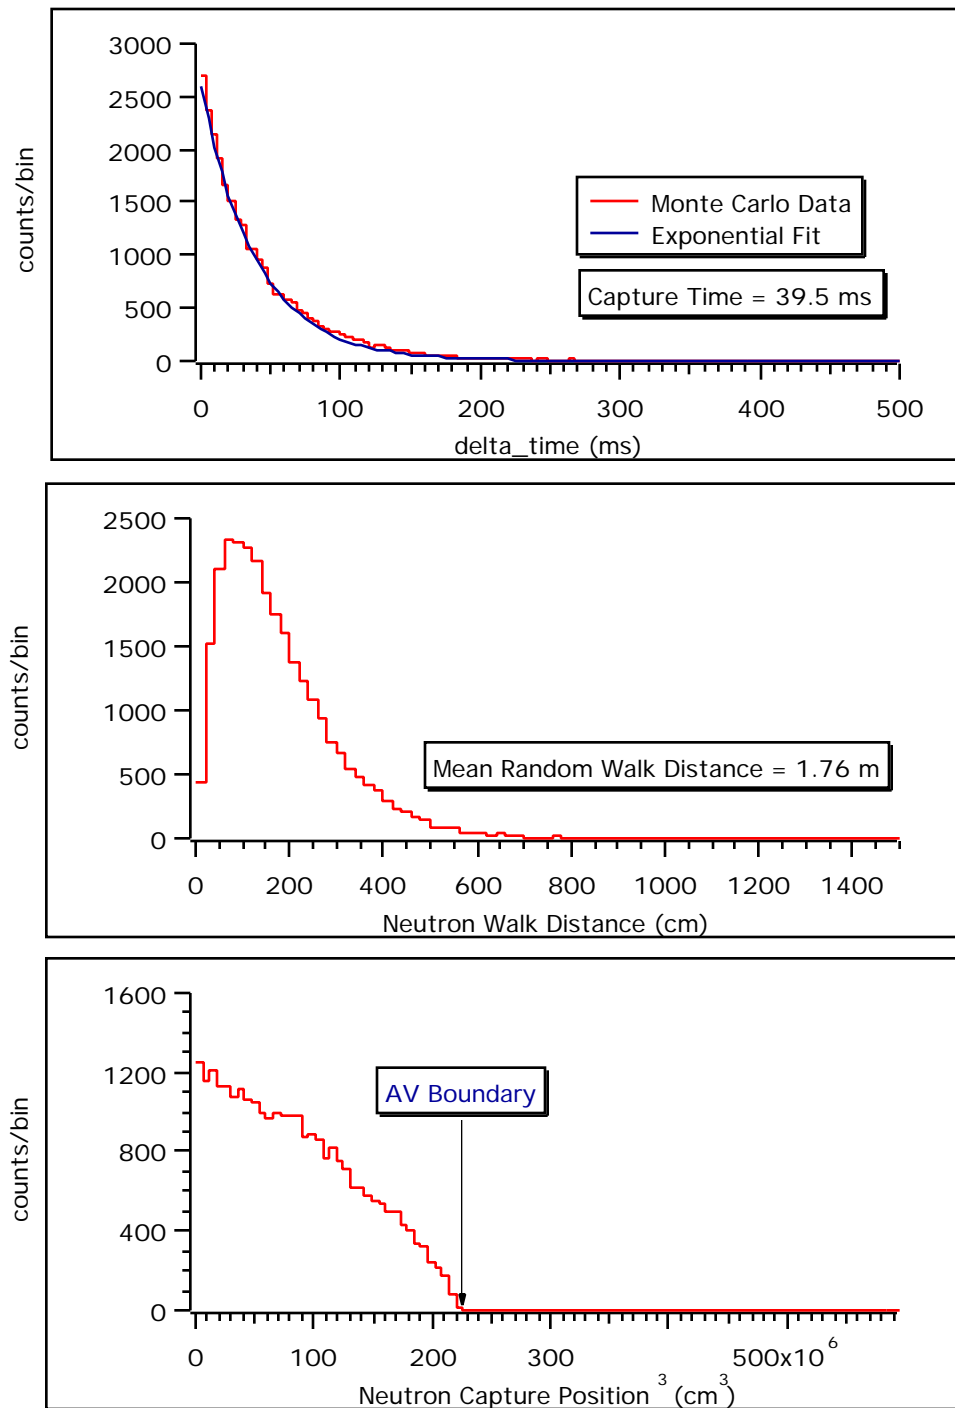 3000
2500
2000
1500
1000
500
0
counts/bin
Monte Carlo Data
Exponential Fit
Capture Time = 39.5 ms
0 100 200 300 400 500
delta_time (ms)
2500
2000
1500
1000
500
0
counts/bin
Mean Random Walk Distance = 1.76 m
0 200 400 600 800 1000 1200 1400
Neutron Walk Distance (cm)
1600
1200
800
400
0
counts/bin
AV Boundary
0 100 200 300 500x10^6
Neutron Capture Position ^3 (cm^3)